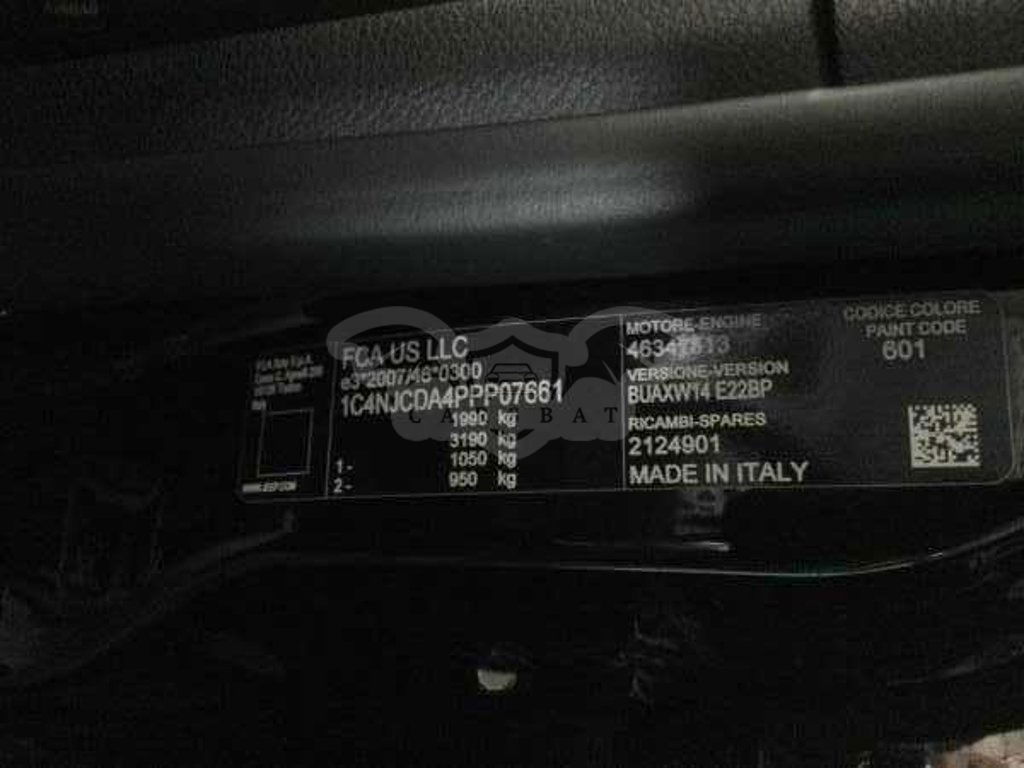 FCA US LLC
e3*2007/46*0300
1C4NJCDA4PPP07661
1990 kg
3190 kg
1- 1050 kg
2- 950 kg
MOTORE-ENGINE
VERSIONE-VERSION
BUAXW14 E22BP
RICAMBI-SPARES
2124901
MADE IN ITALY
CODICE COLORE
PAINT CODE
601